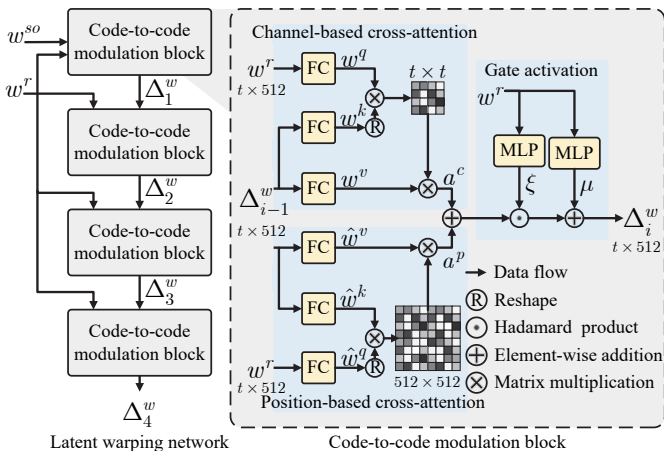 w^{so}
w^r
Code-to-code
modulation block
Δ_1^w
Code-to-code
modulation block
Δ_2^w
Code-to-code
modulation block
Δ_3^w
Code-to-code
modulation block
Δ_4^w
Latent warping network
Channel-based cross-attention
w^r
t × 512
FC
w^q
t × t
FC
w^k
R
Δ_{i-1}^w
t × 512
FC
w^v
a^c
FC
ŵ^v
a^p
FC
ŵ^k
w^r
t × 512
FC
ŵ^q
R
512 × 512
Position-based cross-attention
Gate activation
w^r
MLP
MLP
ξ
μ
Δ_i^w
t × 512
Data flow
R Reshape
Hadamard product
Element-wise addition
Matrix multiplication
Code-to-code modulation block